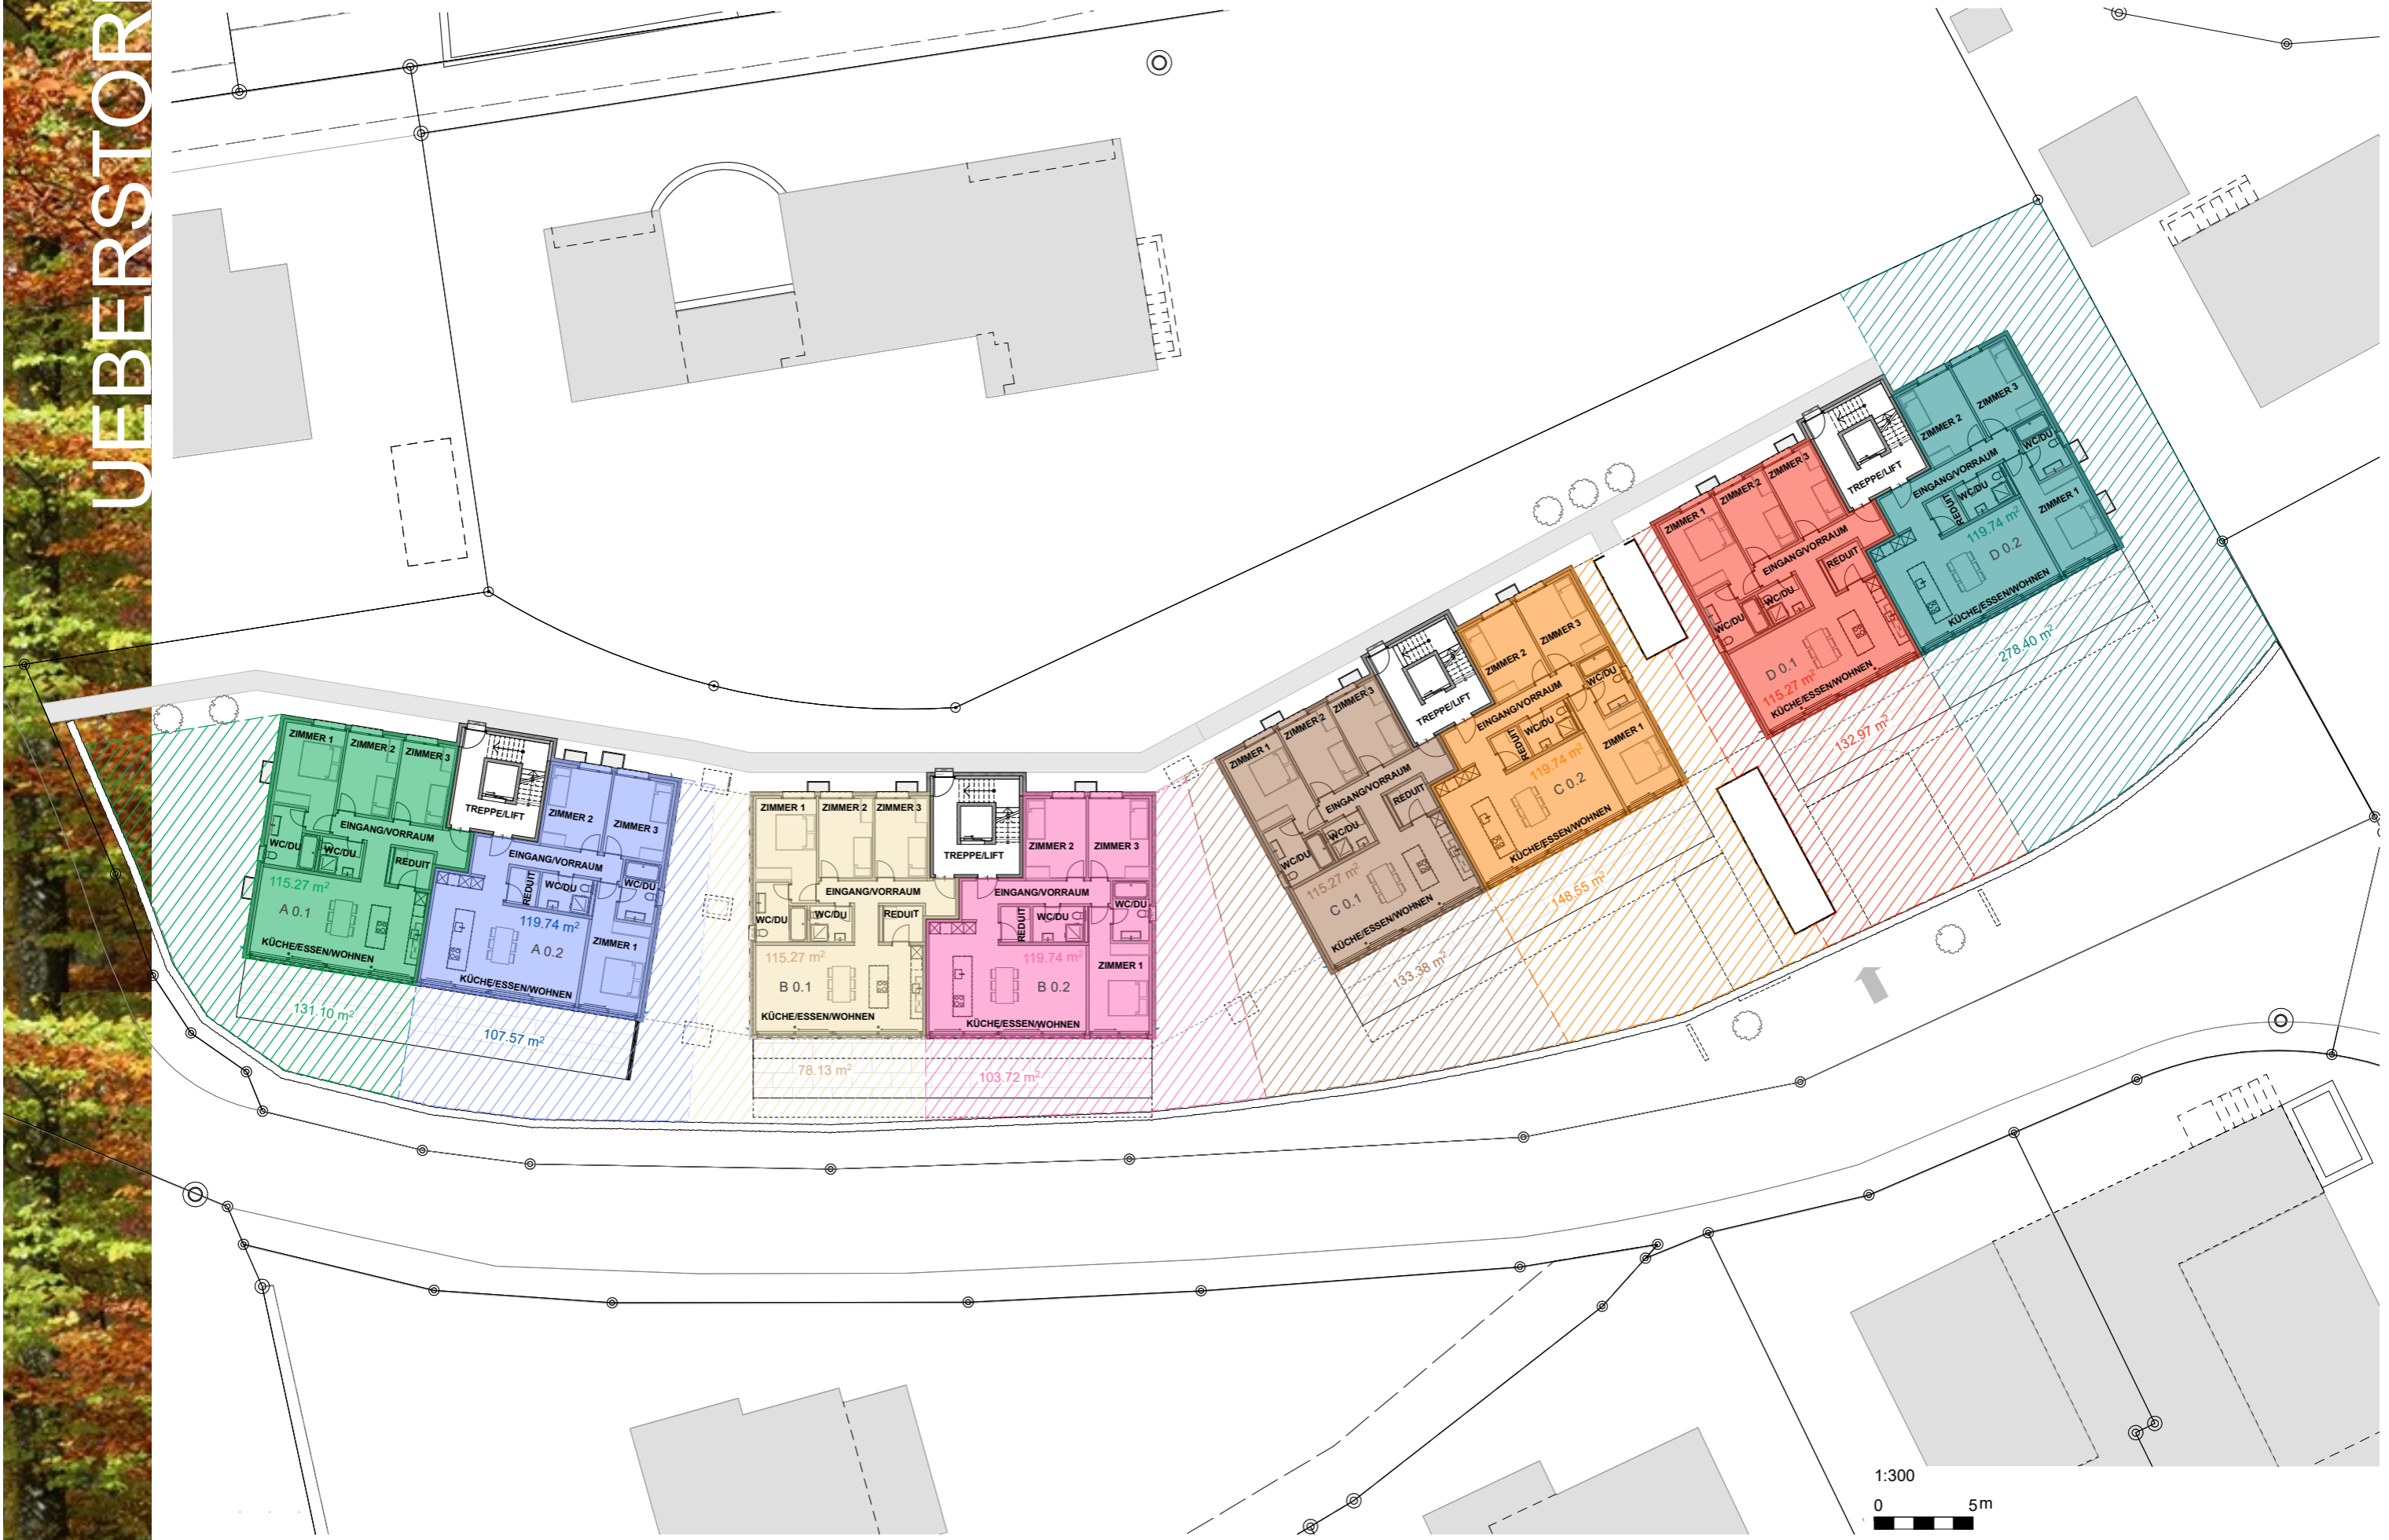 UEBERSTOR
ZIMMER 1
ZIMMER 2
ZIMMER 3
TREPPE/LIFT
EINGANG/VORRAUM
WC/DU
WC/DU
REDUIT
115.27 m²
A 0.1
KÜCHE/ESSEN/WOHNEN
131.10 m²
ZIMMER 2
ZIMMER 3
EINGANG/VORRAUM
REDUIT
WC/DU
WC/DU
119.74 m²
A 0.2
ZIMMER 1
KÜCHE/ESSEN/WOHNEN
107.57 m²
ZIMMER 1
ZIMMER 2
ZIMMER 3
TREPPE/LIFT
EINGANG/VORRAUM
WC/DU
WC/DU
REDUIT
115.27 m²
B 0.1
KÜCHE/ESSEN/WOHNEN
78.13 m²
ZIMMER 2
ZIMMER 3
EINGANG/VORRAUM
REDUIT
WC/DU
WC/DU
119.74 m²
B 0.2
ZIMMER 1
KÜCHE/ESSEN/WOHNEN
103.72 m²
ZIMMER 1
ZIMMER 2
ZIMMER 3
TREPPE/LIFT
EINGANG/VORRAUM
WC/DU
WC/DU
REDUIT
115.27 m²
C 0.1
KÜCHE/ESSEN/WOHNEN
133.38 m²
ZIMMER 2
ZIMMER 3
EINGANG/VORRAUM
REDUIT
WC/DU
WC/DU
119.74 m²
C 0.2
ZIMMER 1
KÜCHE/ESSEN/WOHNEN
148.55 m²
ZIMMER 1
ZIMMER 2
ZIMMER 3
TREPPE/LIFT
EINGANG/VORRAUM
WC/DU
WC/DU
REDUIT
D 0.1
115.27 m²
KÜCHE/ESSEN/WOHNEN
132.97 m²
ZIMMER 2
ZIMMER 3
EINGANG/VORRAUM
REDUIT
WC/DU
WC/DU
119.74 m²
D 0.2
ZIMMER 1
KÜCHE/ESSEN/WOHNEN
278.40 m²
1:300
0 5m